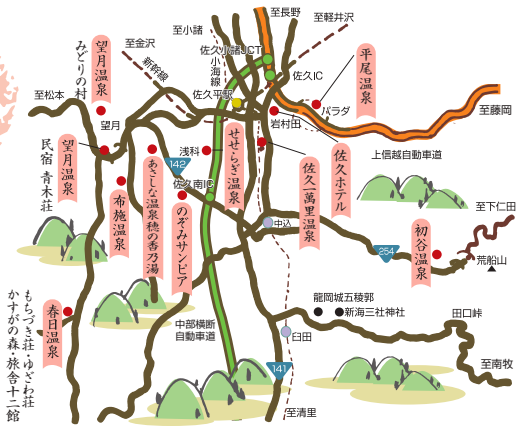 至小諸
至長野
至軽井沢
至金沢
新幹線
小海線
佐久小諸JCT
佐久IC
佐久平駅
望月温泉
みどりの村
至松本
望月
平尾温泉
パラダ
岩村田
至藤岡
上信越自動車道
望月温泉
民宿 青木荘
布施温泉
あさしな温泉穂の香乃湯
浅科
142
佐久南IC
のぞみサンピア
せせらぎ温泉
佐久一萬里温泉
佐久ホテル
中込
初谷温泉
254
至下仁田
荒船山
春日温泉
もちづき荘・ゆざわ荘
かすがの森・旅舎十二館
中部横断
自動車道
龍岡城五稜郭
新海三社神社
臼田
田口峠
141
至南牧
至清里